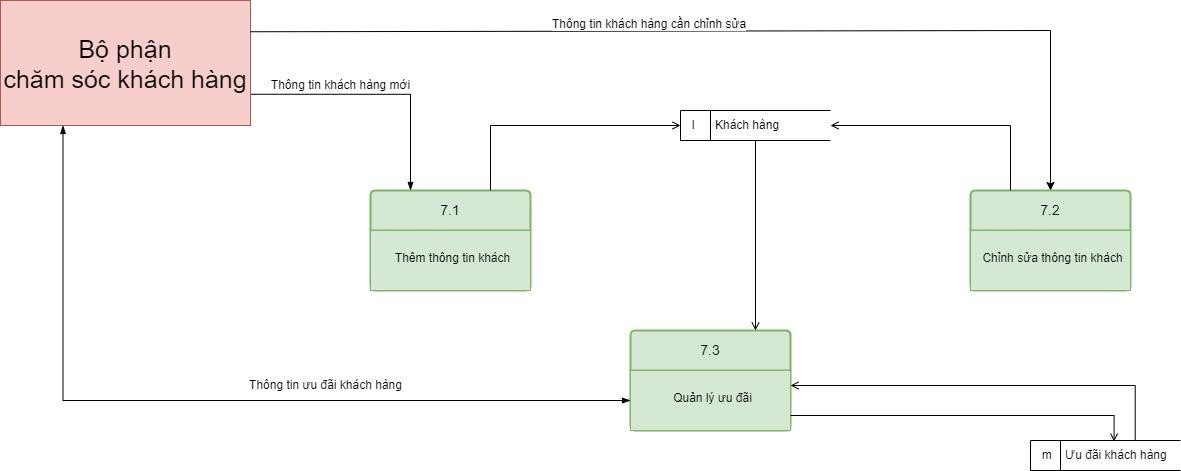 Thông tin khách hàng cần chỉnh sửa
Bộ phận
chăm sóc khách hàng
Thông tin khách hàng mới
l Khách hàng
7.1
7.2
Thêm thông tin khách
Chỉnh sửa thông tin khách
7.3
Thông tin ưu đãi khách hàng
Quản lý ưu đãi
m Ưu đãi khách hàng